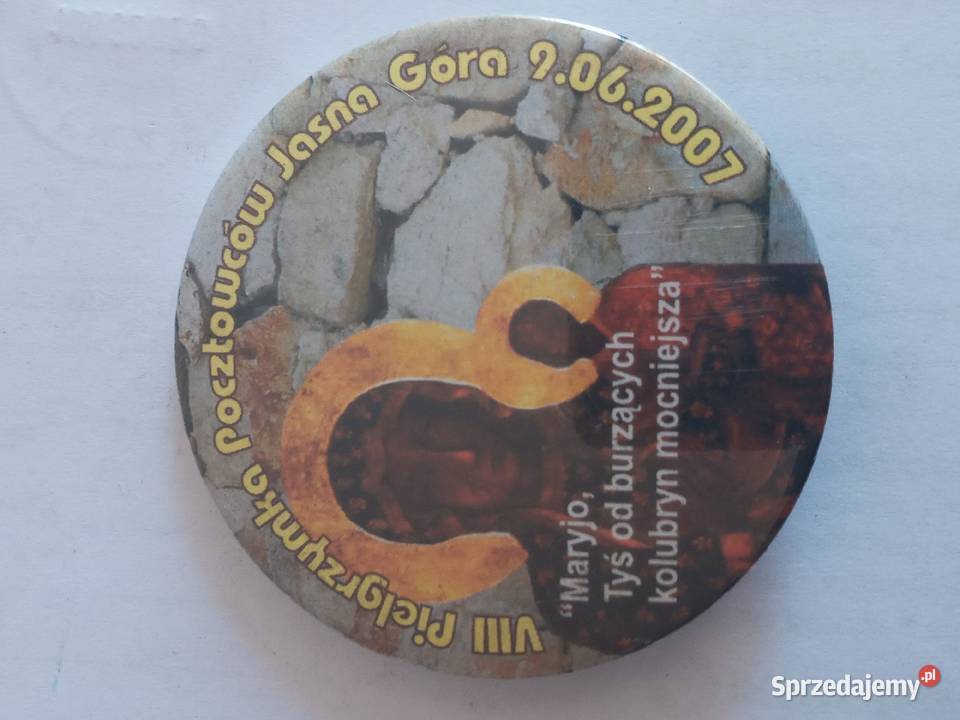 VIII Pielgrzymka Pocztowców Jasna Góra 9.06.2007
“Maryjo,
Tyś od burzących
kolubryn mocniejsza”
Sprzedajemy.pl